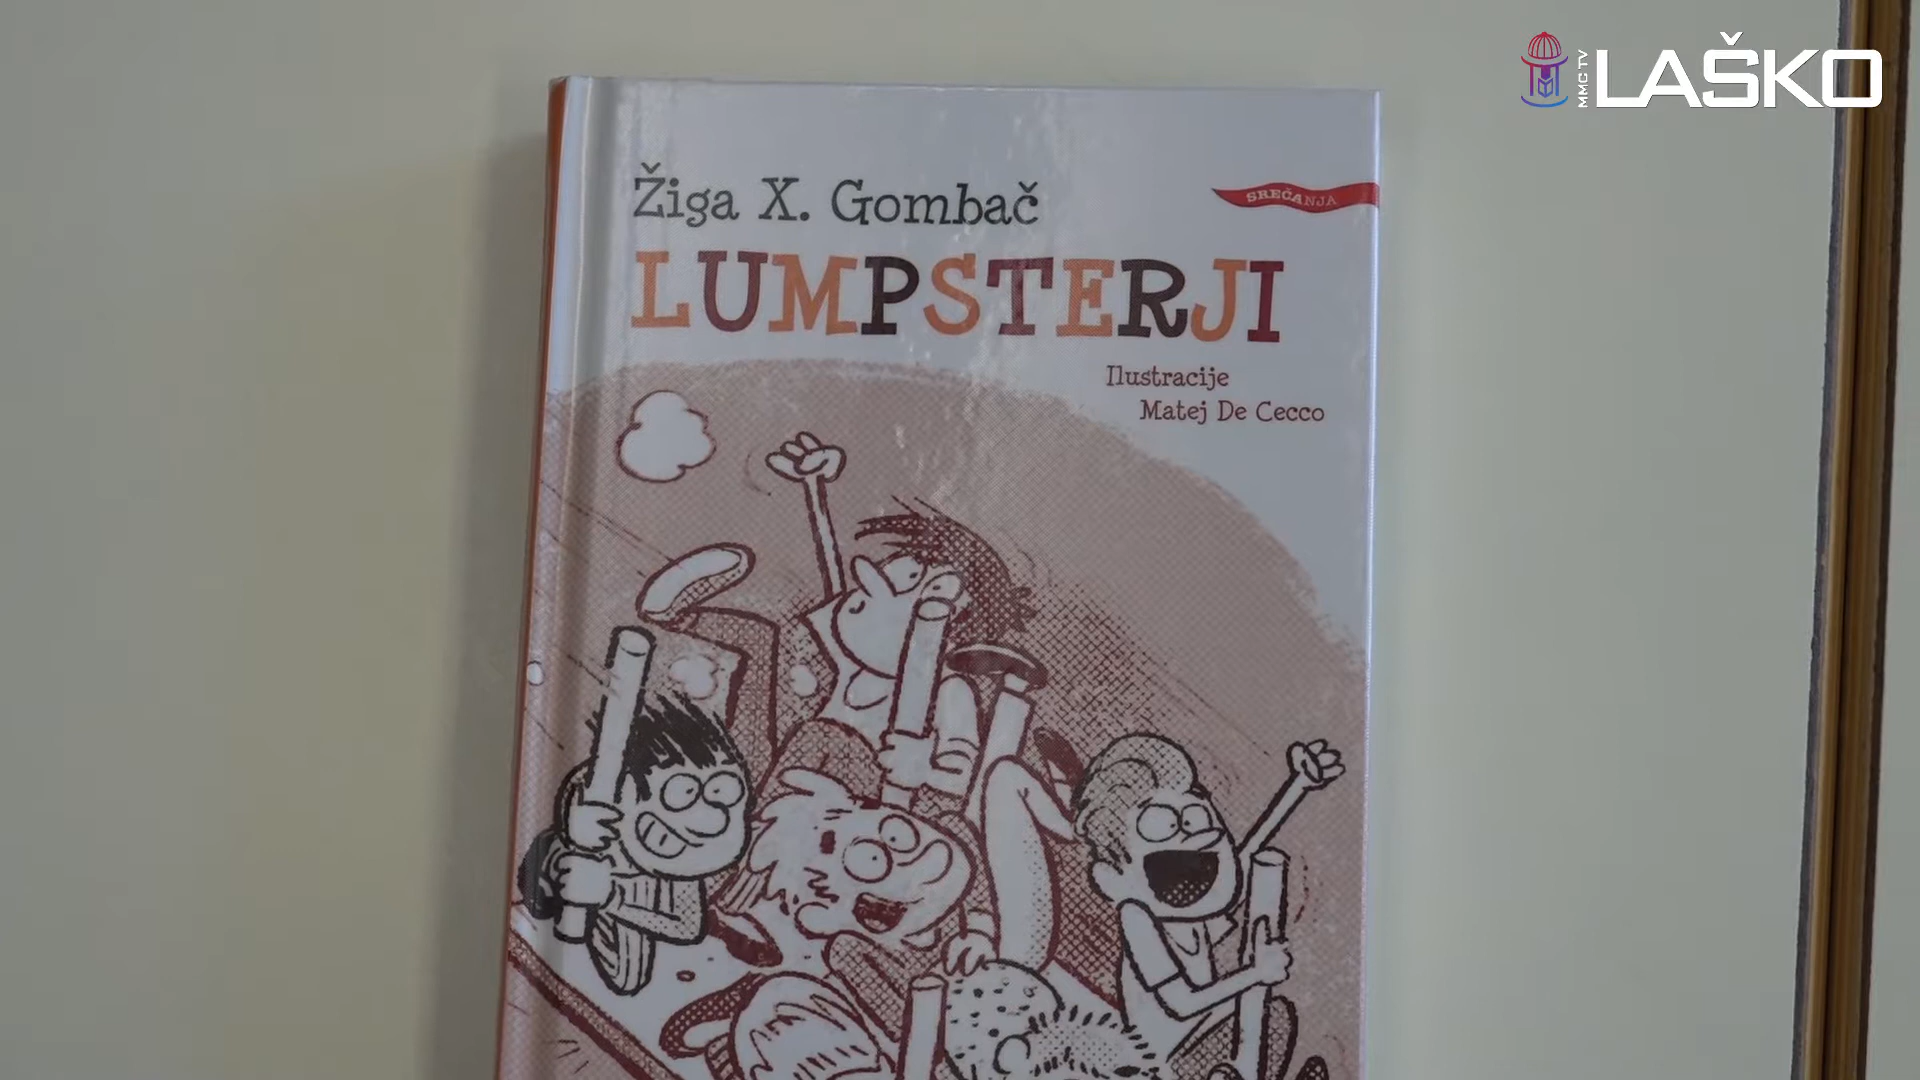 MMC TV LAŠKO
Žiga X. Gombač
SREČANJA
LUMPSTERJI
Ilustracije
Matej De Cecco